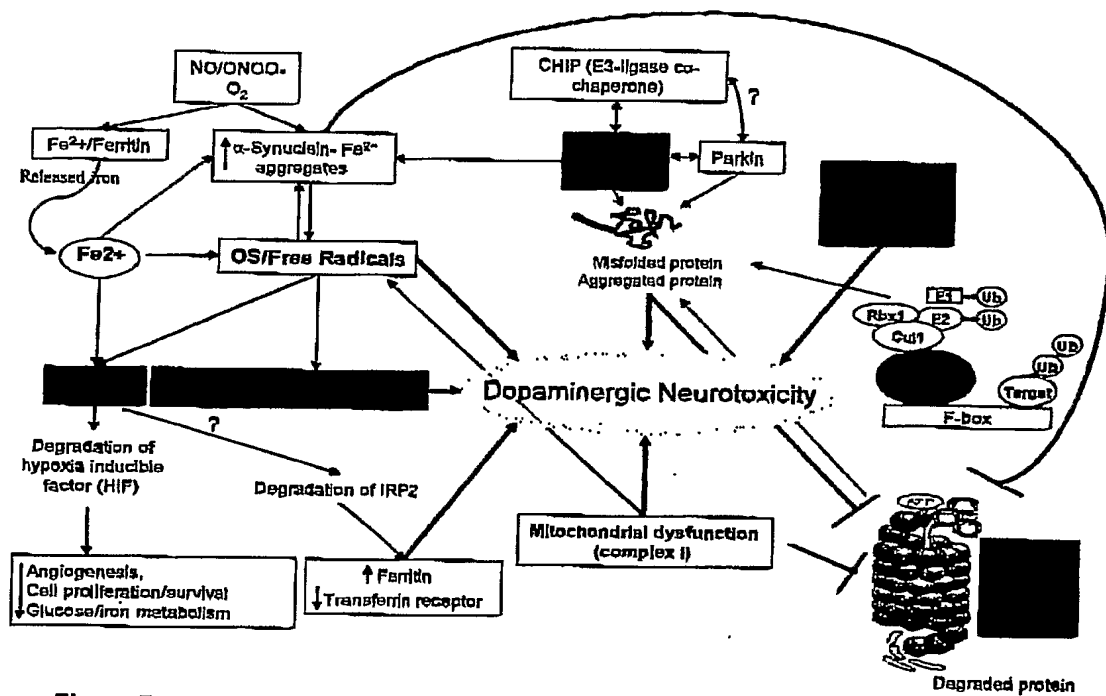 NO/ONOO-
O2
CHIP (E3-ligase co-
chaperone)
?
Fe2+/Ferritin
↑ α-Synuclein-
aggregates
Parkin
Released iron
Fe2+
OS/Free Radicals
Misfolded protein
Aggregated protein
E1
Ub
Rbx1
E2
Ub
Cul1
Ub
Ub
Target
F-box
Dopaminergic Neurotoxicity
?
Degradation of
hypoxia inducible
factor (HIF)
Degradation of IRP2
Mitochondrial dysfunction
(complex I)
↓ Angiogenesis,
Cell proliferation/survival
Glucose/iron metabolism
↑ Ferritin
↓ Transferrin receptor
Degraded protein